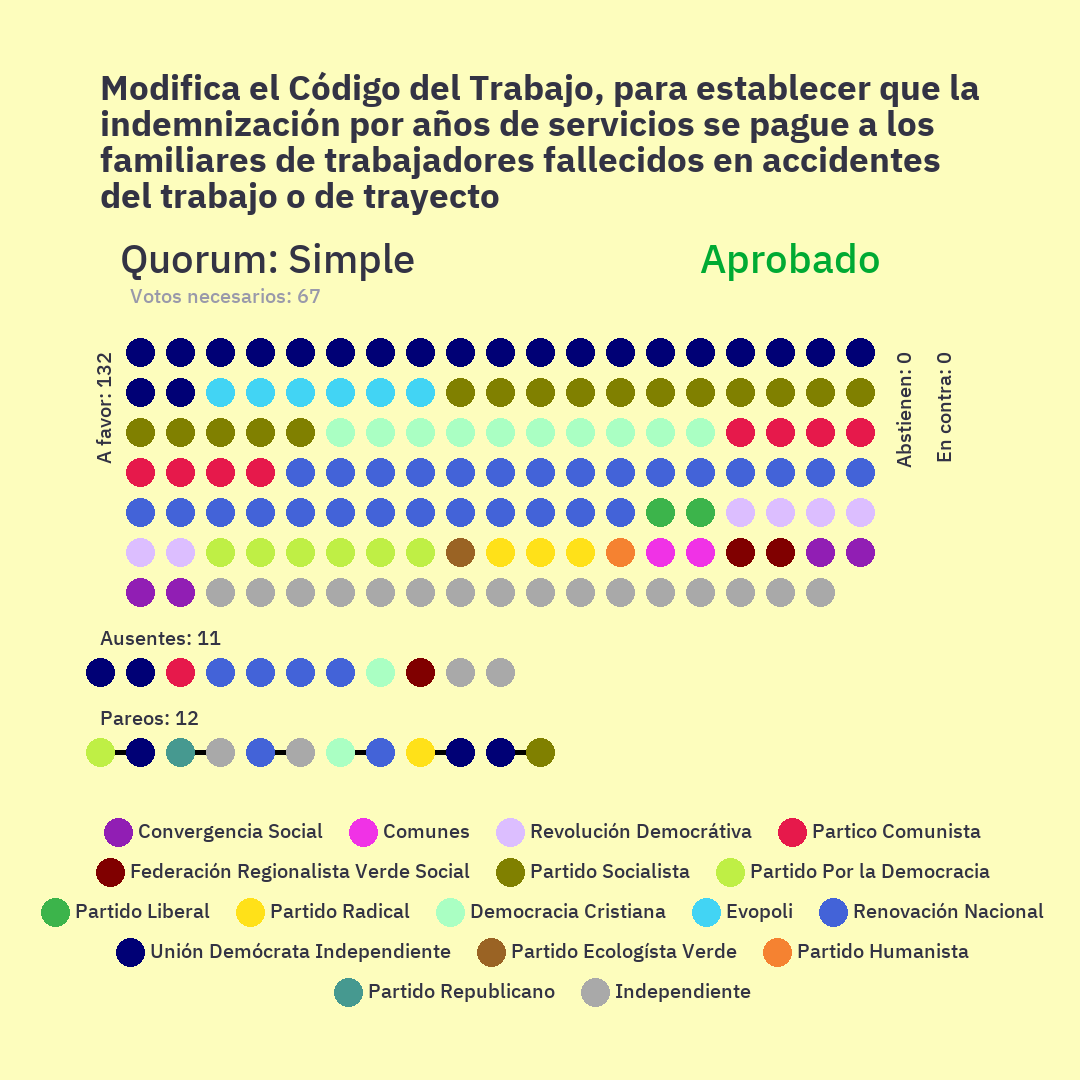 Modifica el Código del Trabajo, para establecer que la
indemnización por años de servicios se pague a los
familiares de trabajadores fallecidos en accidentes
del trabajo o de trayecto
Quorum: Simple
Aprobado
Votos necesarios: 67
A favor: 132
Abstienen: 0
En contra: 0
Ausentes: 11
Pareos: 12
Convergencia Social Comunes Revolución Democrátiva Partico Comunista
Federación Regionalista Verde Social Partido Socialista Partido Por la Democracia
Partido Liberal Partido Radical Democracia Cristiana Evopoli Renovación Nacional
Unión Demócrata Independiente Partido Ecologísta Verde Partido Humanista
Partido Republicano Independiente